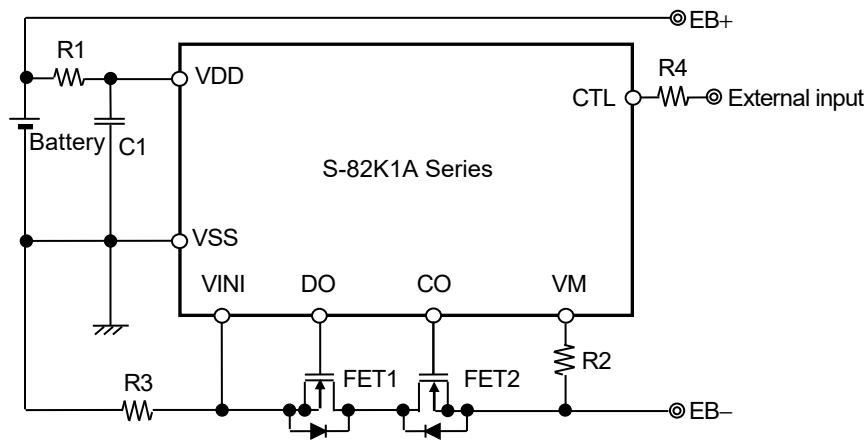 EB+
R1
VDD
R4
CTL
External input
Battery
C1
S-82K1A Series
VSS
VINI
DO
CO
VM
R2
R3
FET1
FET2
EB−